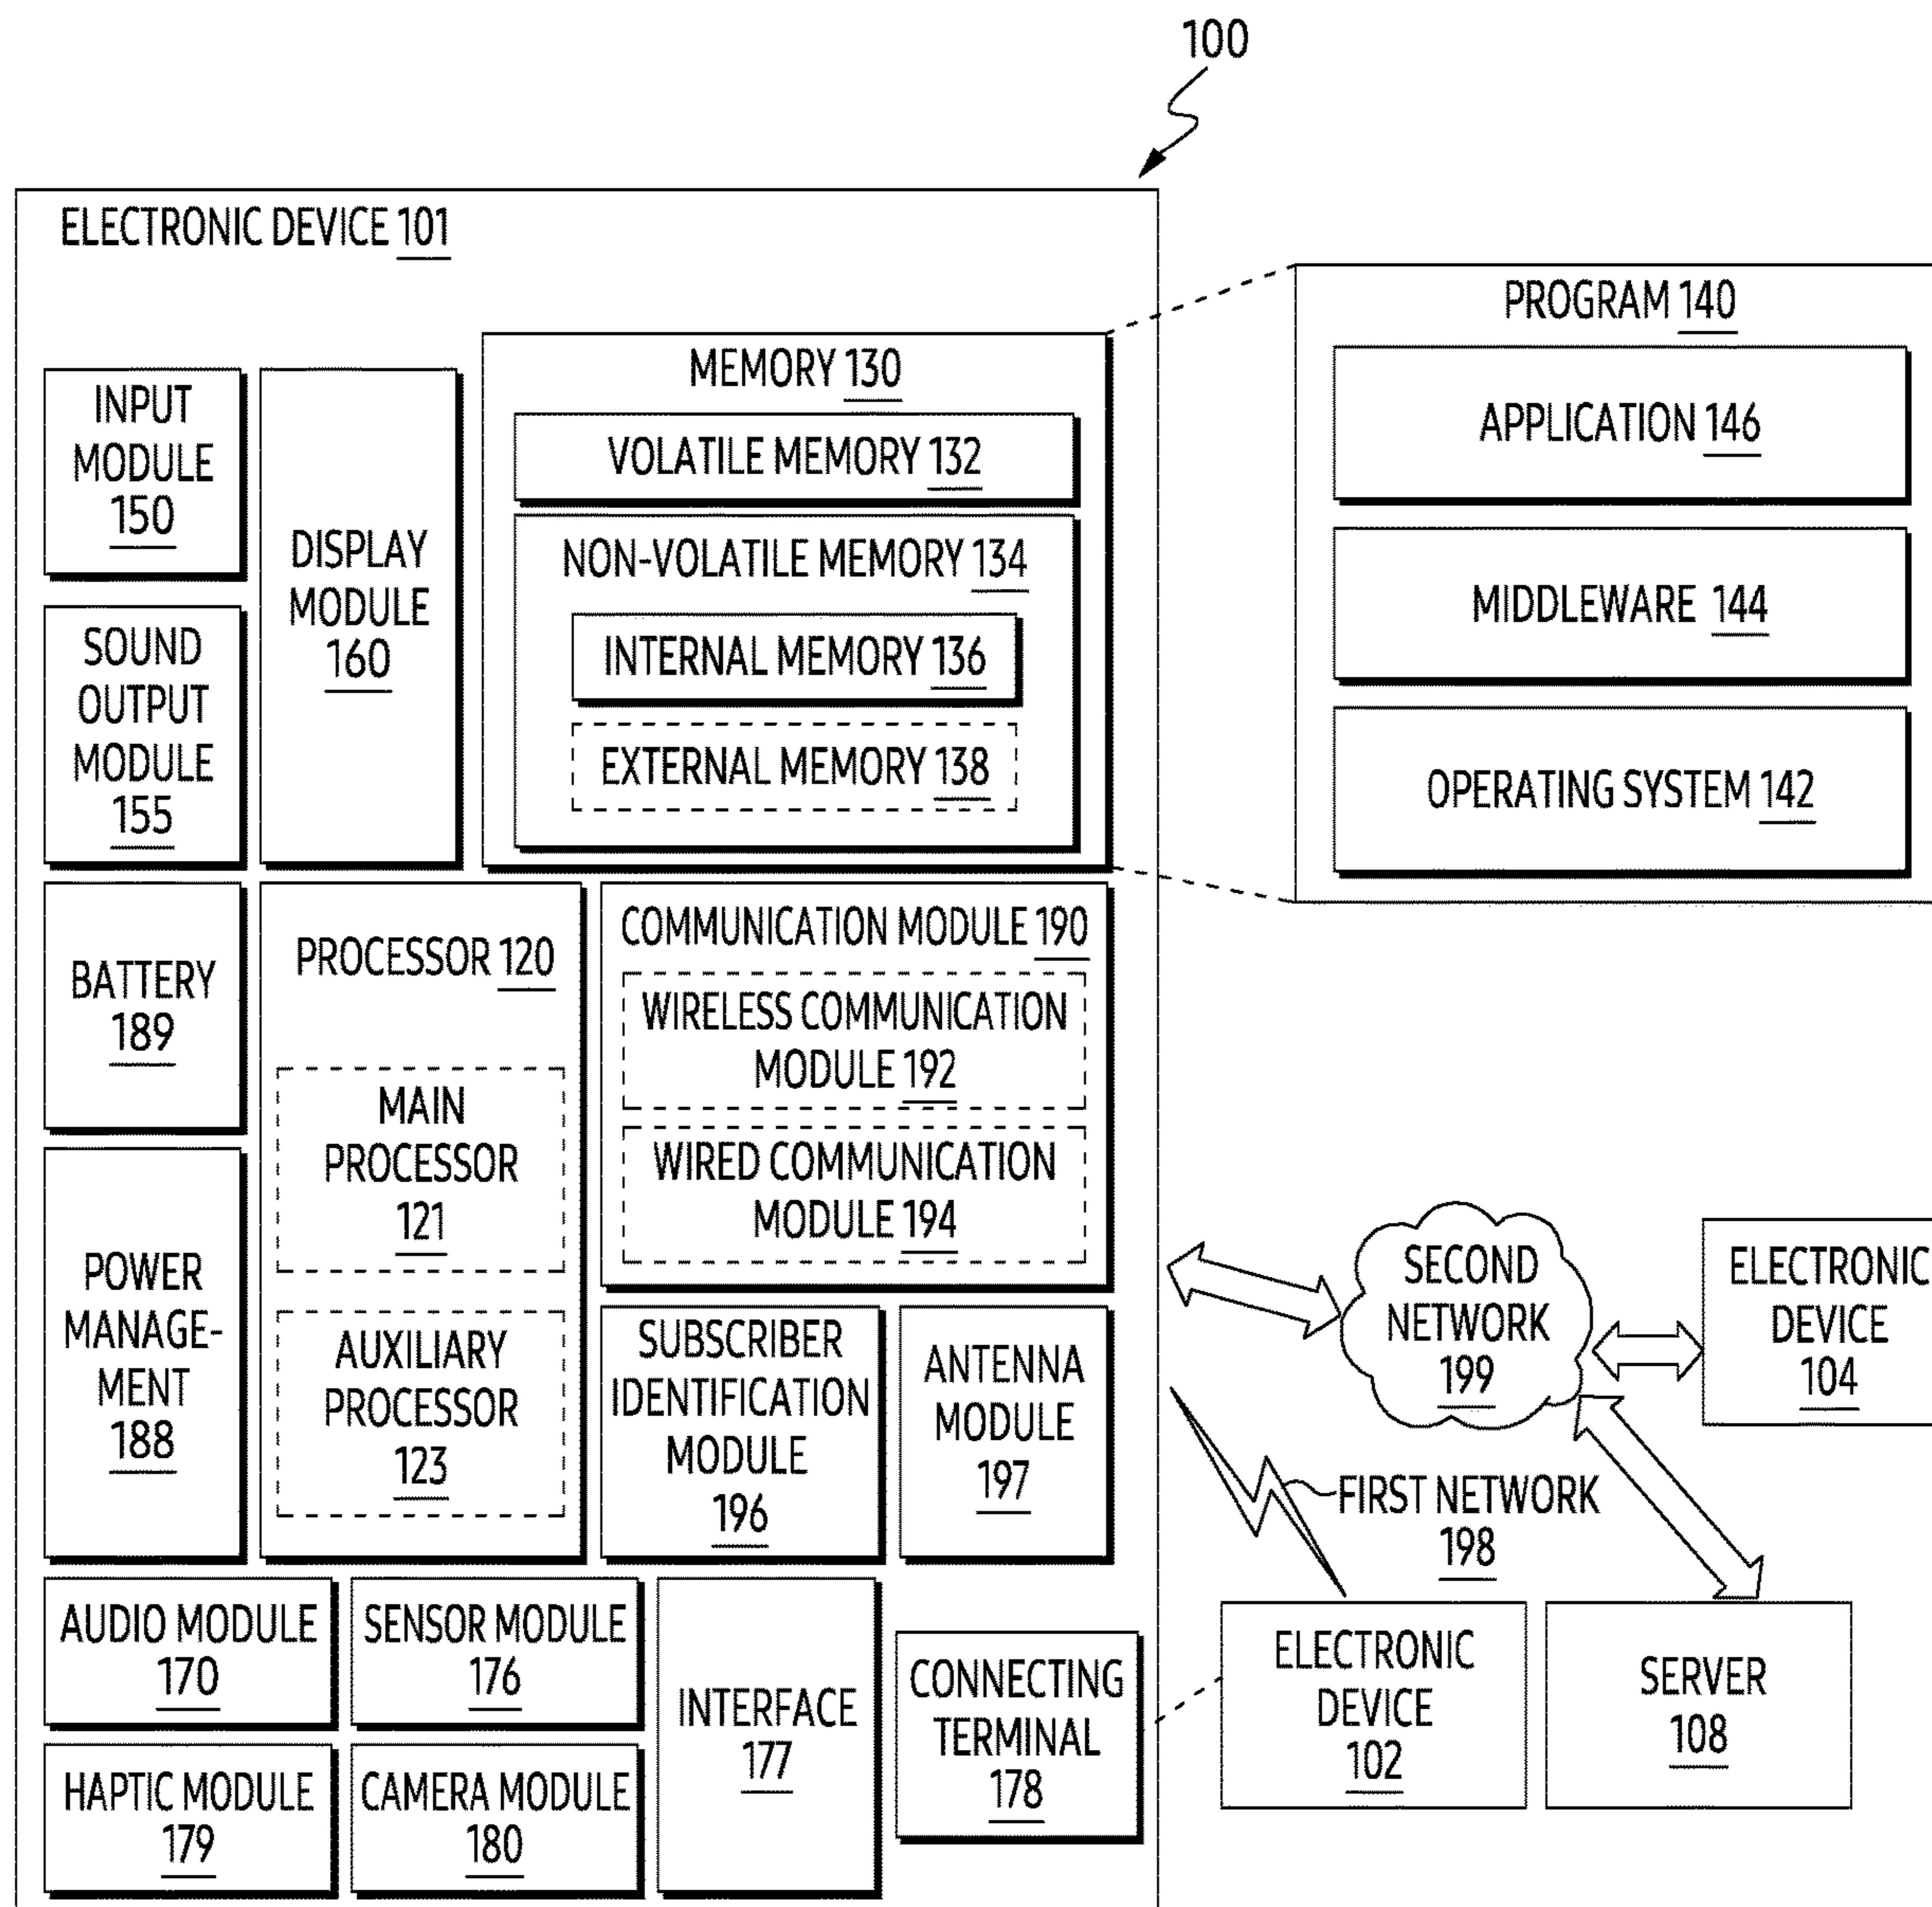 100
ELECTRONIC DEVICE 101
INPUT
MODULE
150
SOUND
OUTPUT
MODULE
155
DISPLAY
MODULE
160
MEMORY 130
VOLATILE MEMORY 132
NON-VOLATILE MEMORY 134
INTERNAL MEMORY 136
EXTERNAL MEMORY 138
PROGRAM 140
APPLICATION 146
MIDDLEWARE 144
OPERATING SYSTEM 142
BATTERY
189
POWER
MANAGE-
MENT
188
PROCESSOR 120
MAIN
PROCESSOR
121
AUXILIARY
PROCESSOR
123
COMMUNICATION MODULE 190
WIRELESS COMMUNICATION
MODULE 192
WIRED COMMUNICATION
MODULE 194
SUBSCRIBER
IDENTIFICATION
MODULE
196
ANTENNA
MODULE
197
SECOND
NETWORK
199
ELECTRONIC
DEVICE
104
FIRST NETWORK
198
AUDIO MODULE
170
SENSOR MODULE
176
HAPTIC MODULE
179
CAMERA MODULE
180
INTERFACE
177
CONNECTING
TERMINAL
178
ELECTRONIC
DEVICE
102
SERVER
108